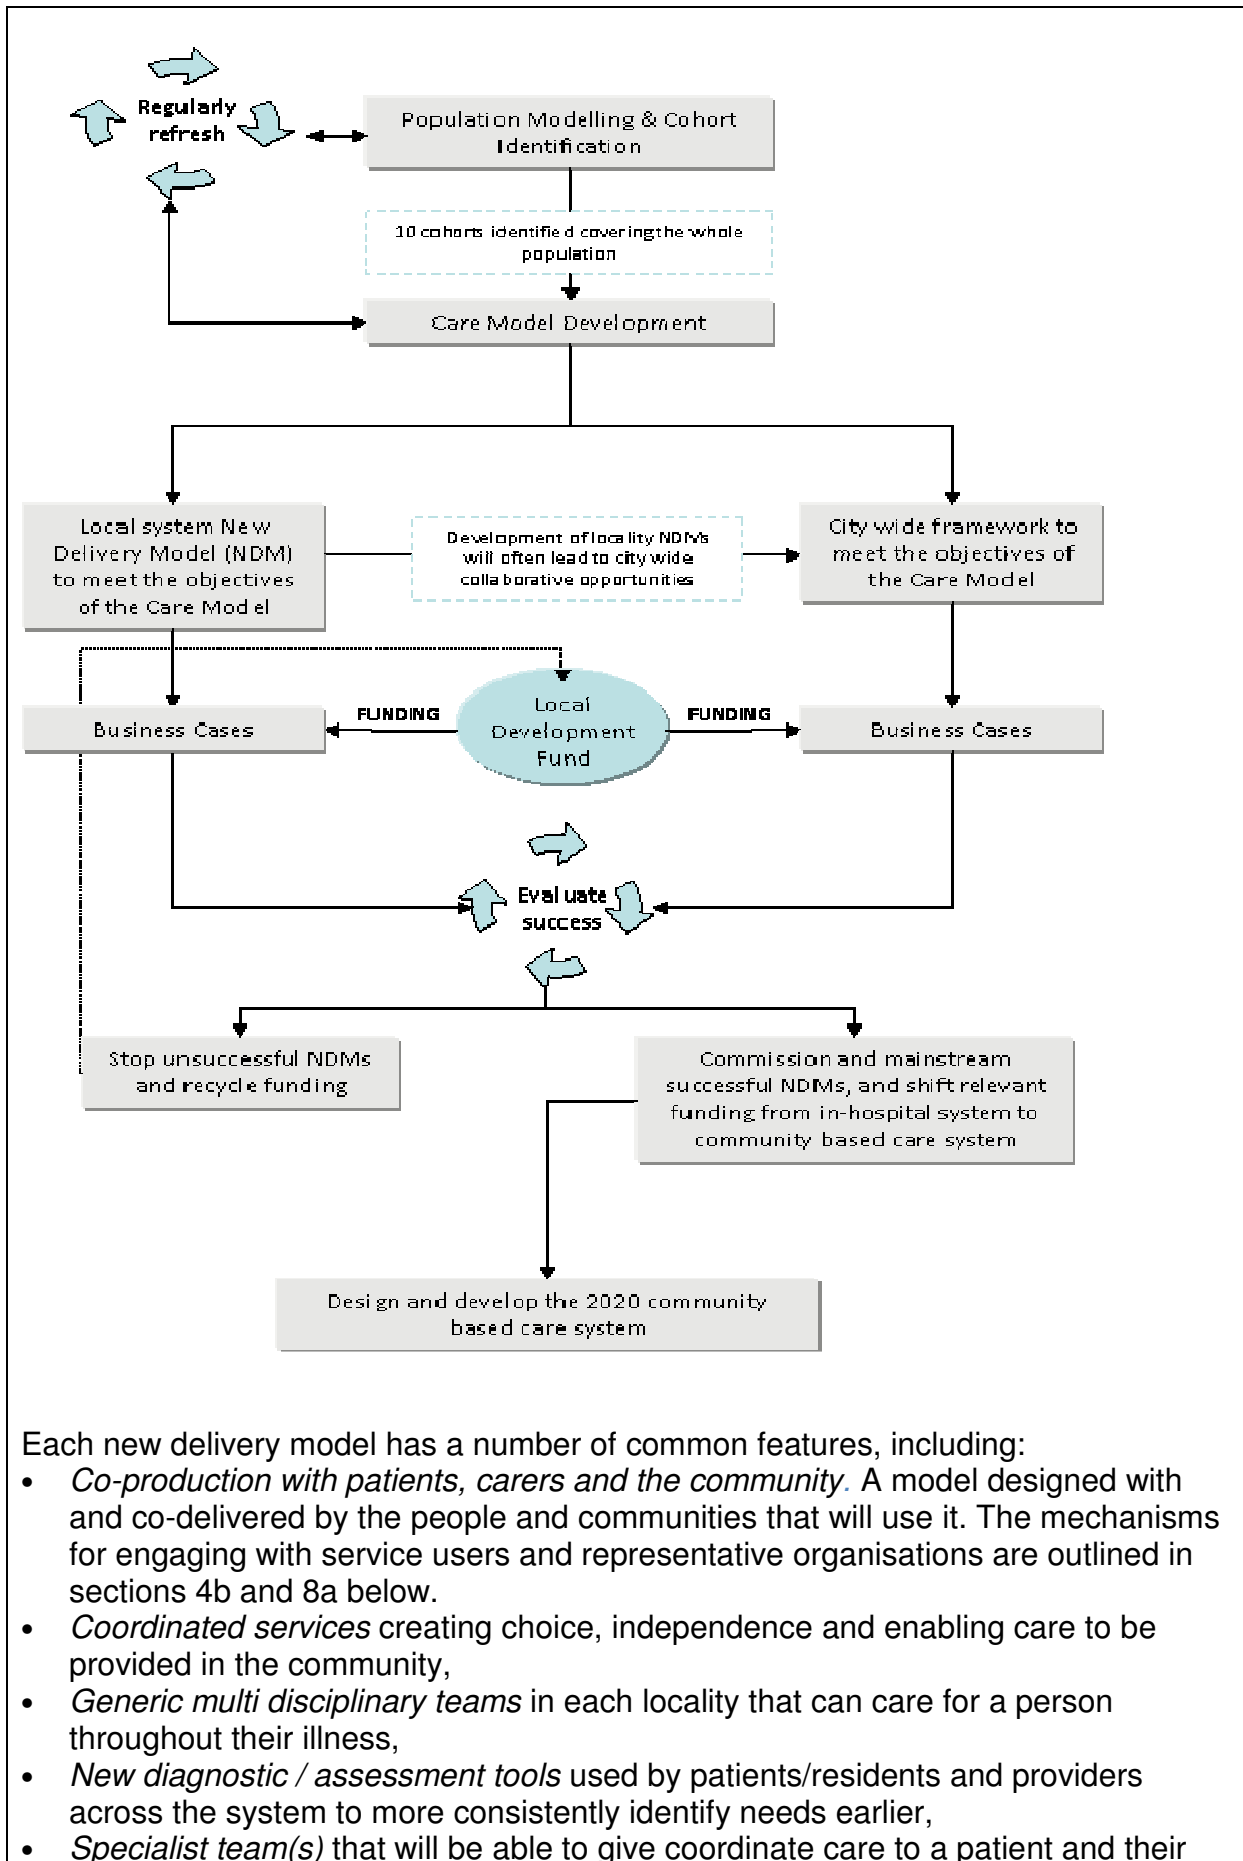 Regularly
refresh
Population Modelling & Cohort
Identification
10 cohorts identified covering the whole
population
Care Model Development
Local system New
Delivery Model (NDM)
to meet the objectives
of the Care Model
Development of locality NDMs
will often lead to city wide
collaborative opportunities
City wide framework to
meet the objectives of
the Care Model
Business Cases
FUNDING
Local
Development
Fund
FUNDING
Business Cases
Evaluate
success
Stop unsuccessful NDMs
and recycle funding
Commission and mainstream
successful NDMs, and shift relevant
funding from in-hospital system to
community based care system
Design and develop the 2020 community
based care system
Each new delivery model has a number of common features, including:
• Co-production with patients, carers and the community. A model designed with
and co-delivered by the people and communities that will use it. The mechanisms
for engaging with service users and representative organisations are outlined in
sections 4b and 8a below.
• Coordinated services creating choice, independence and enabling care to be
provided in the community,
• Generic multi disciplinary teams in each locality that can care for a person
throughout their illness,
• New diagnostic / assessment tools used by patients/residents and providers
across the system to more consistently identify needs earlier,
• Specialist team(s) that will be able to give coordinate care to a patient and their